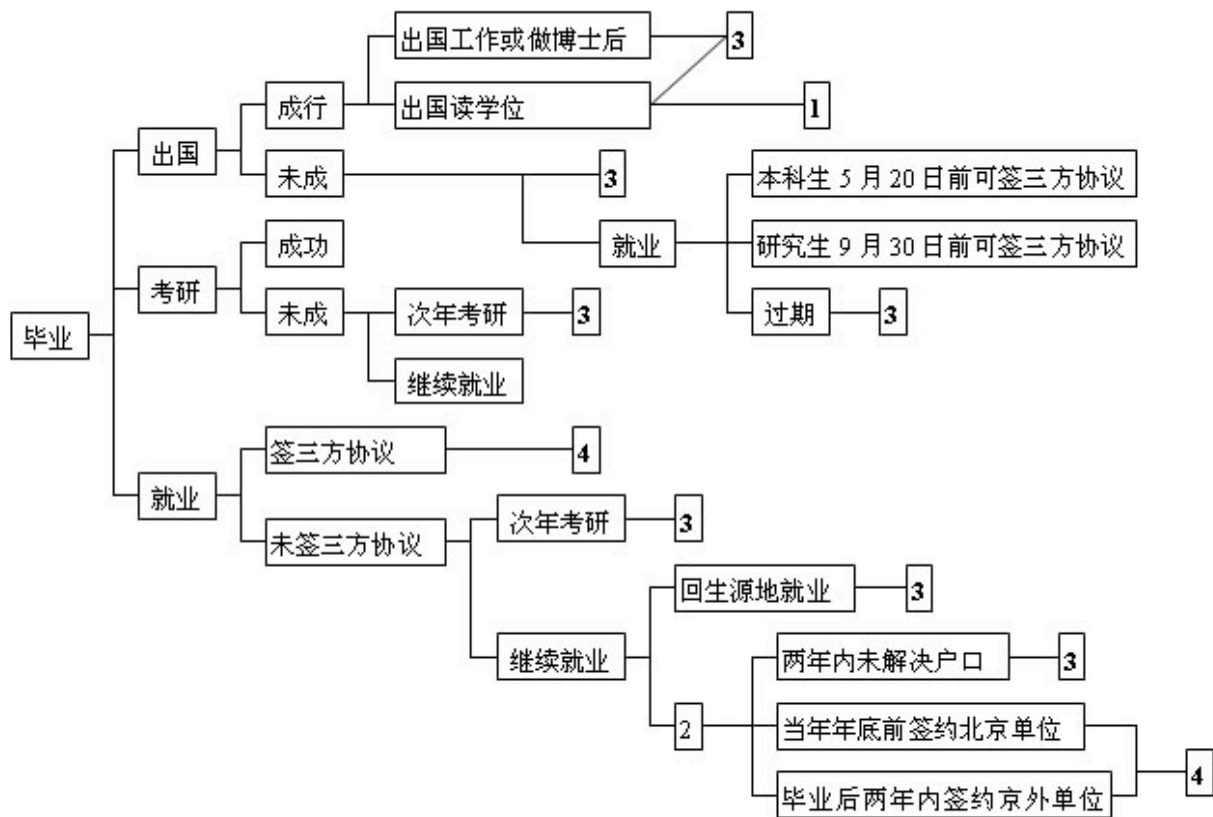 出国工作或做博士后
3
成行
出国读学位
1
出国
未成
3
本科生 5 月 20 日前可签三方协议
成功
就业
研究生 9 月 30 日前可签三方协议
考研
未成
次年考研
3
过期
3
毕业
继续就业
签三方协议
4
就业
次年考研
3
未签三方协议
回生源地就业
3
继续就业
两年内未解决户口
3
2
当年年底前签约北京单位
4
毕业后两年内签约京外单位